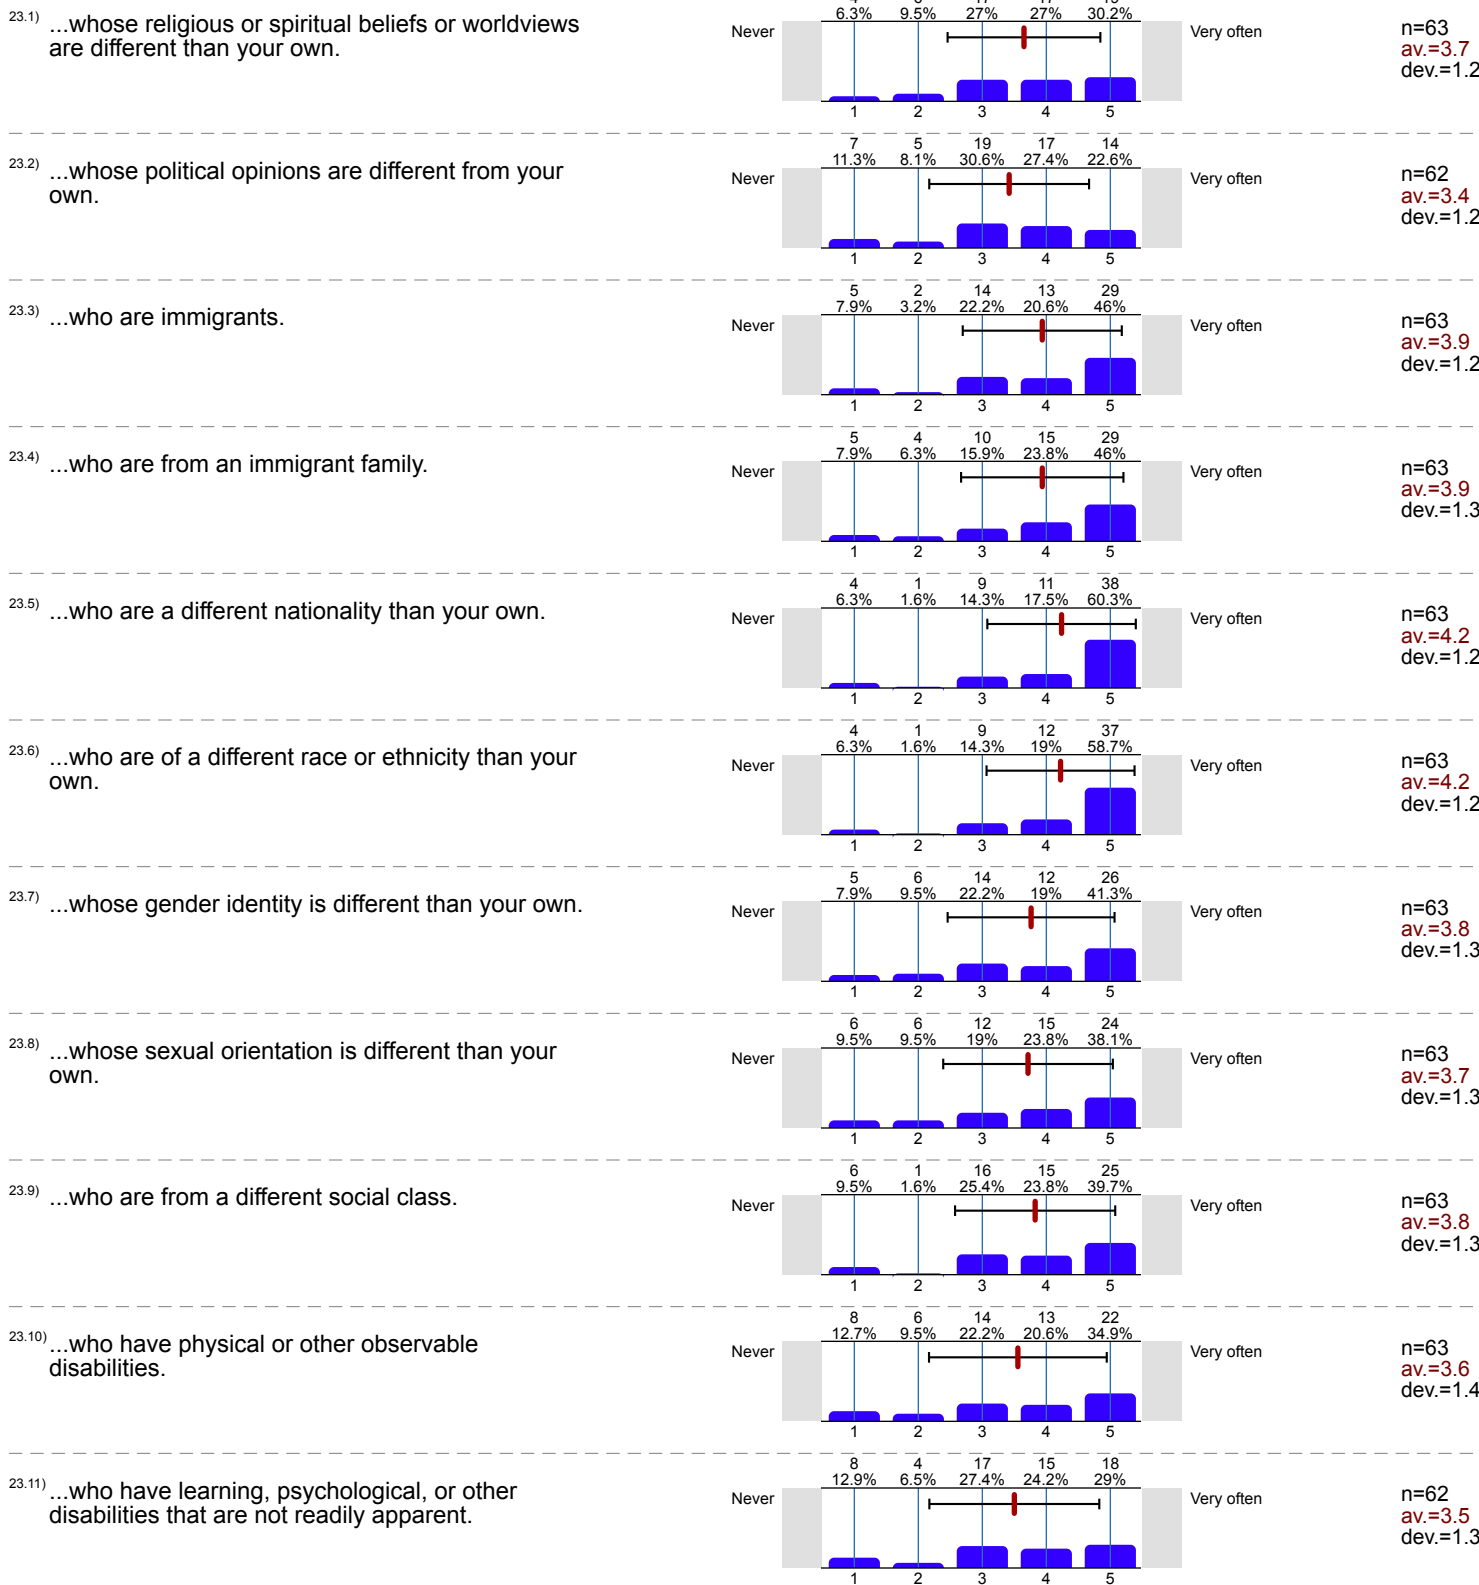 6.3% 9.5% 27% 27% 30.2%
23.1) ...whose religious or spiritual beliefs or worldviews
are different than your own.
Never Very often
n=63
av.=3.7
dev.=1.2
1 2 3 4 5
7 5 19 17 14
11.3% 8.1% 30.6% 27.4% 22.6%
23.2) ...whose political opinions are different from your
own.
Never Very often
n=62
av.=3.4
dev.=1.2
1 2 3 4 5
5 2 14 13 29
7.9% 3.2% 22.2% 20.6% 46%
23.3) ...who are immigrants.
Never Very often
n=63
av.=3.9
dev.=1.2
1 2 3 4 5
5 4 10 15 29
7.9% 6.3% 15.9% 23.8% 46%
23.4) ...who are from an immigrant family.
Never Very often
n=63
av.=3.9
dev.=1.3
1 2 3 4 5
4 1 9 11 38
6.3% 1.6% 14.3% 17.5% 60.3%
23.5) ...who are a different nationality than your own.
Never Very often
n=63
av.=4.2
dev.=1.2
1 2 3 4 5
4 1 9 12 37
6.3% 1.6% 14.3% 19% 58.7%
23.6) ...who are of a different race or ethnicity than your
own.
Never Very often
n=63
av.=4.2
dev.=1.2
1 2 3 4 5
5 6 14 12 26
7.9% 9.5% 22.2% 19% 41.3%
23.7) ...whose gender identity is different than your own.
Never Very often
n=63
av.=3.8
dev.=1.3
1 2 3 4 5
6 6 12 15 24
9.5% 9.5% 19% 23.8% 38.1%
23.8) ...whose sexual orientation is different than your
own.
Never Very often
n=63
av.=3.7
dev.=1.3
1 2 3 4 5
6 1 16 15 25
9.5% 1.6% 25.4% 23.8% 39.7%
23.9) ...who are from a different social class.
Never Very often
n=63
av.=3.8
dev.=1.3
1 2 3 4 5
8 6 14 13 22
12.7% 9.5% 22.2% 20.6% 34.9%
23.10) ...who have physical or other observable
disabilities.
Never Very often
n=63
av.=3.6
dev.=1.4
1 2 3 4 5
8 4 17 15 18
12.9% 6.5% 27.4% 24.2% 29%
23.11) ...who have learning, psychological, or other
disabilities that are not readily apparent.
Never Very often
n=62
av.=3.5
dev.=1.3
1 2 3 4 5